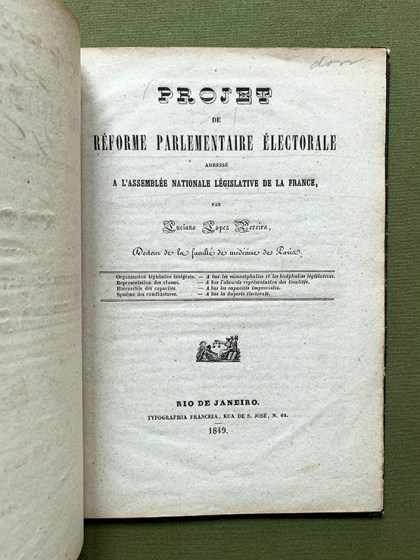 don
PROJET
DE
RÉFORME PARLEMENTAIRE ÉLECTORALE
ADRESSÉ
A L'ASSEMBLÉE NATIONALE LÉGISLATIVE DE LA FRANCE,
PAR
Luciano Lopez Pereira,
Docteur de la faculté de médecine de Paris.
Organisation législative intégrale. — A bas les monocéphalies et les bicéphalies législatives.
Représentation des classes. — A bas l'absurde représentation des localités.
Hiérarchie des capacités. — A bas les capacités improvisées.
Système des candidatures. — A bas la duperie électorale.
RIO DE JANEIRO.
TYPOGRAPHIA FRANCEZA, RUA DE S. JOSÉ, N. 64.
1849.